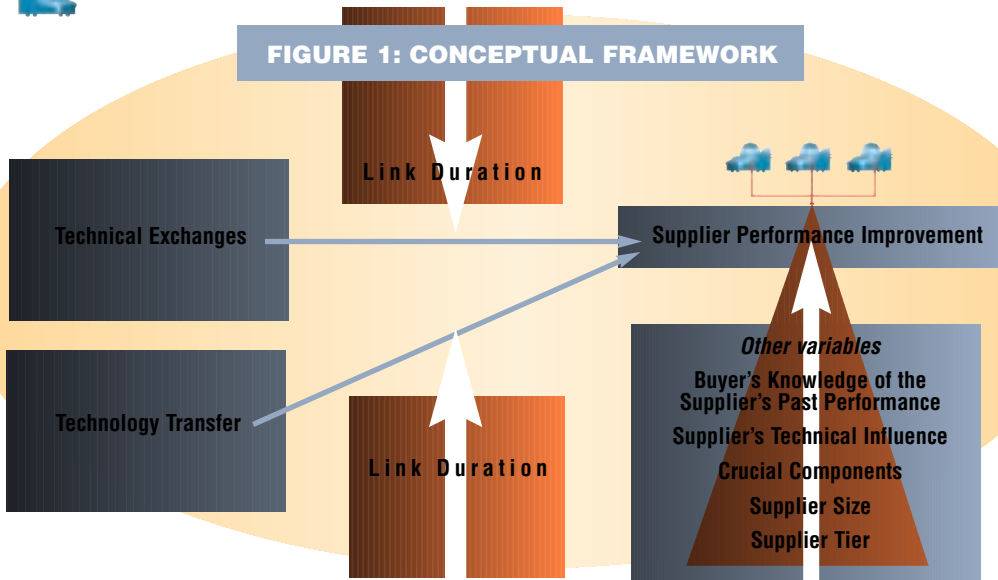 FIGURE 1: CONCEPTUAL FRAMEWORK
Link Duration
Technical Exchanges
Supplier Performance Improvement
Technology Transfer
Link Duration
Other variables
Buyer's Knowledge of the
Supplier's Past Performance
Supplier's Technical Influence
Crucial Components
Supplier Size
Supplier Tier